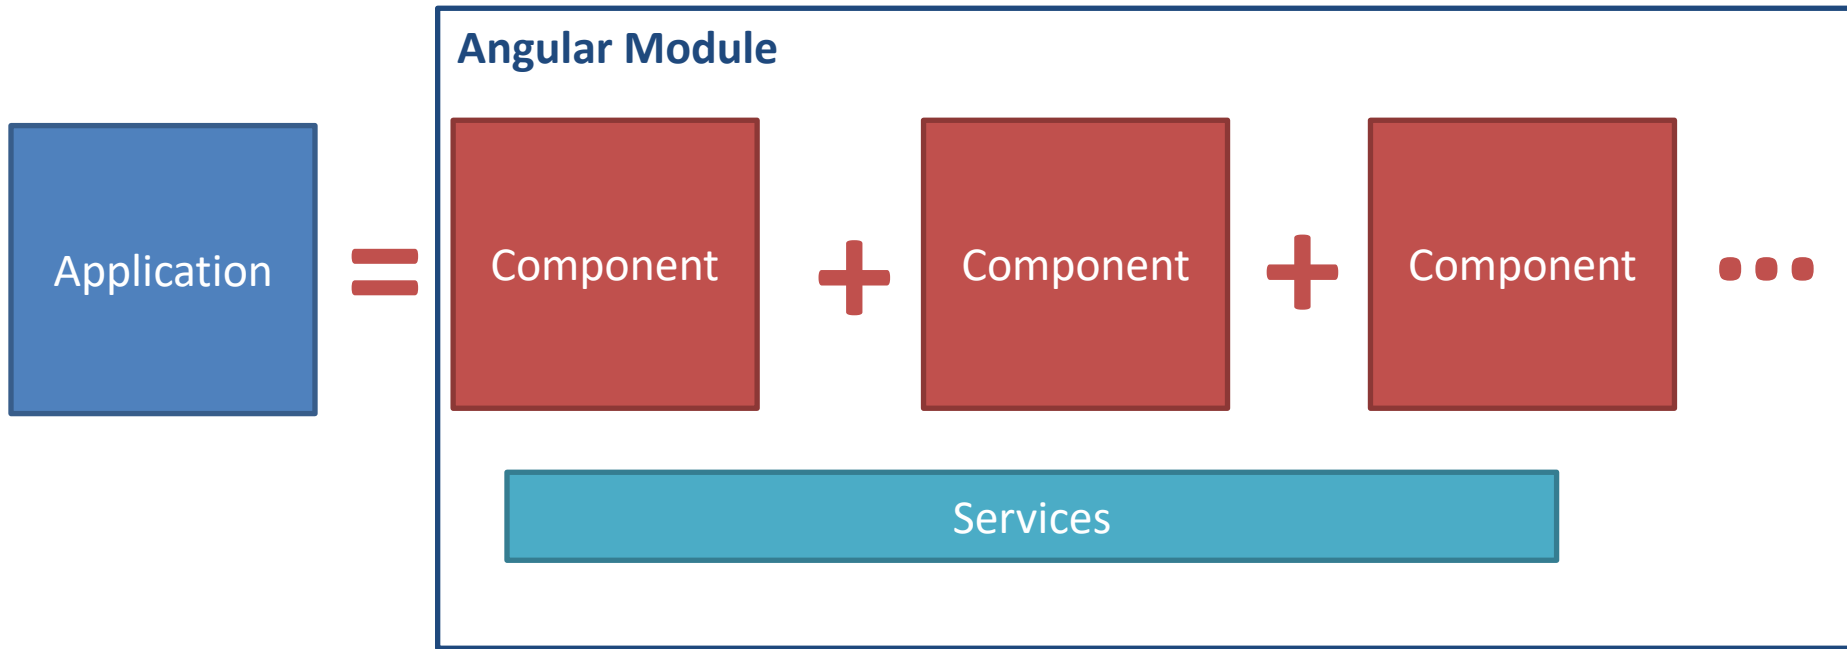 Angular Module
Application = Component + Component + Component ...
Services